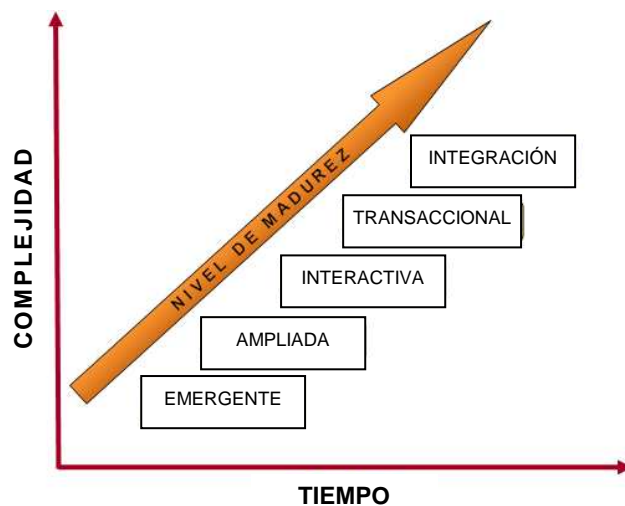 COMPLEJIDAD
NIVEL DE MADUREZ
INTEGRACIÓN
TRANSACCIONAL
INTERACTIVA
AMPLIADA
EMERGENTE
TIEMPO